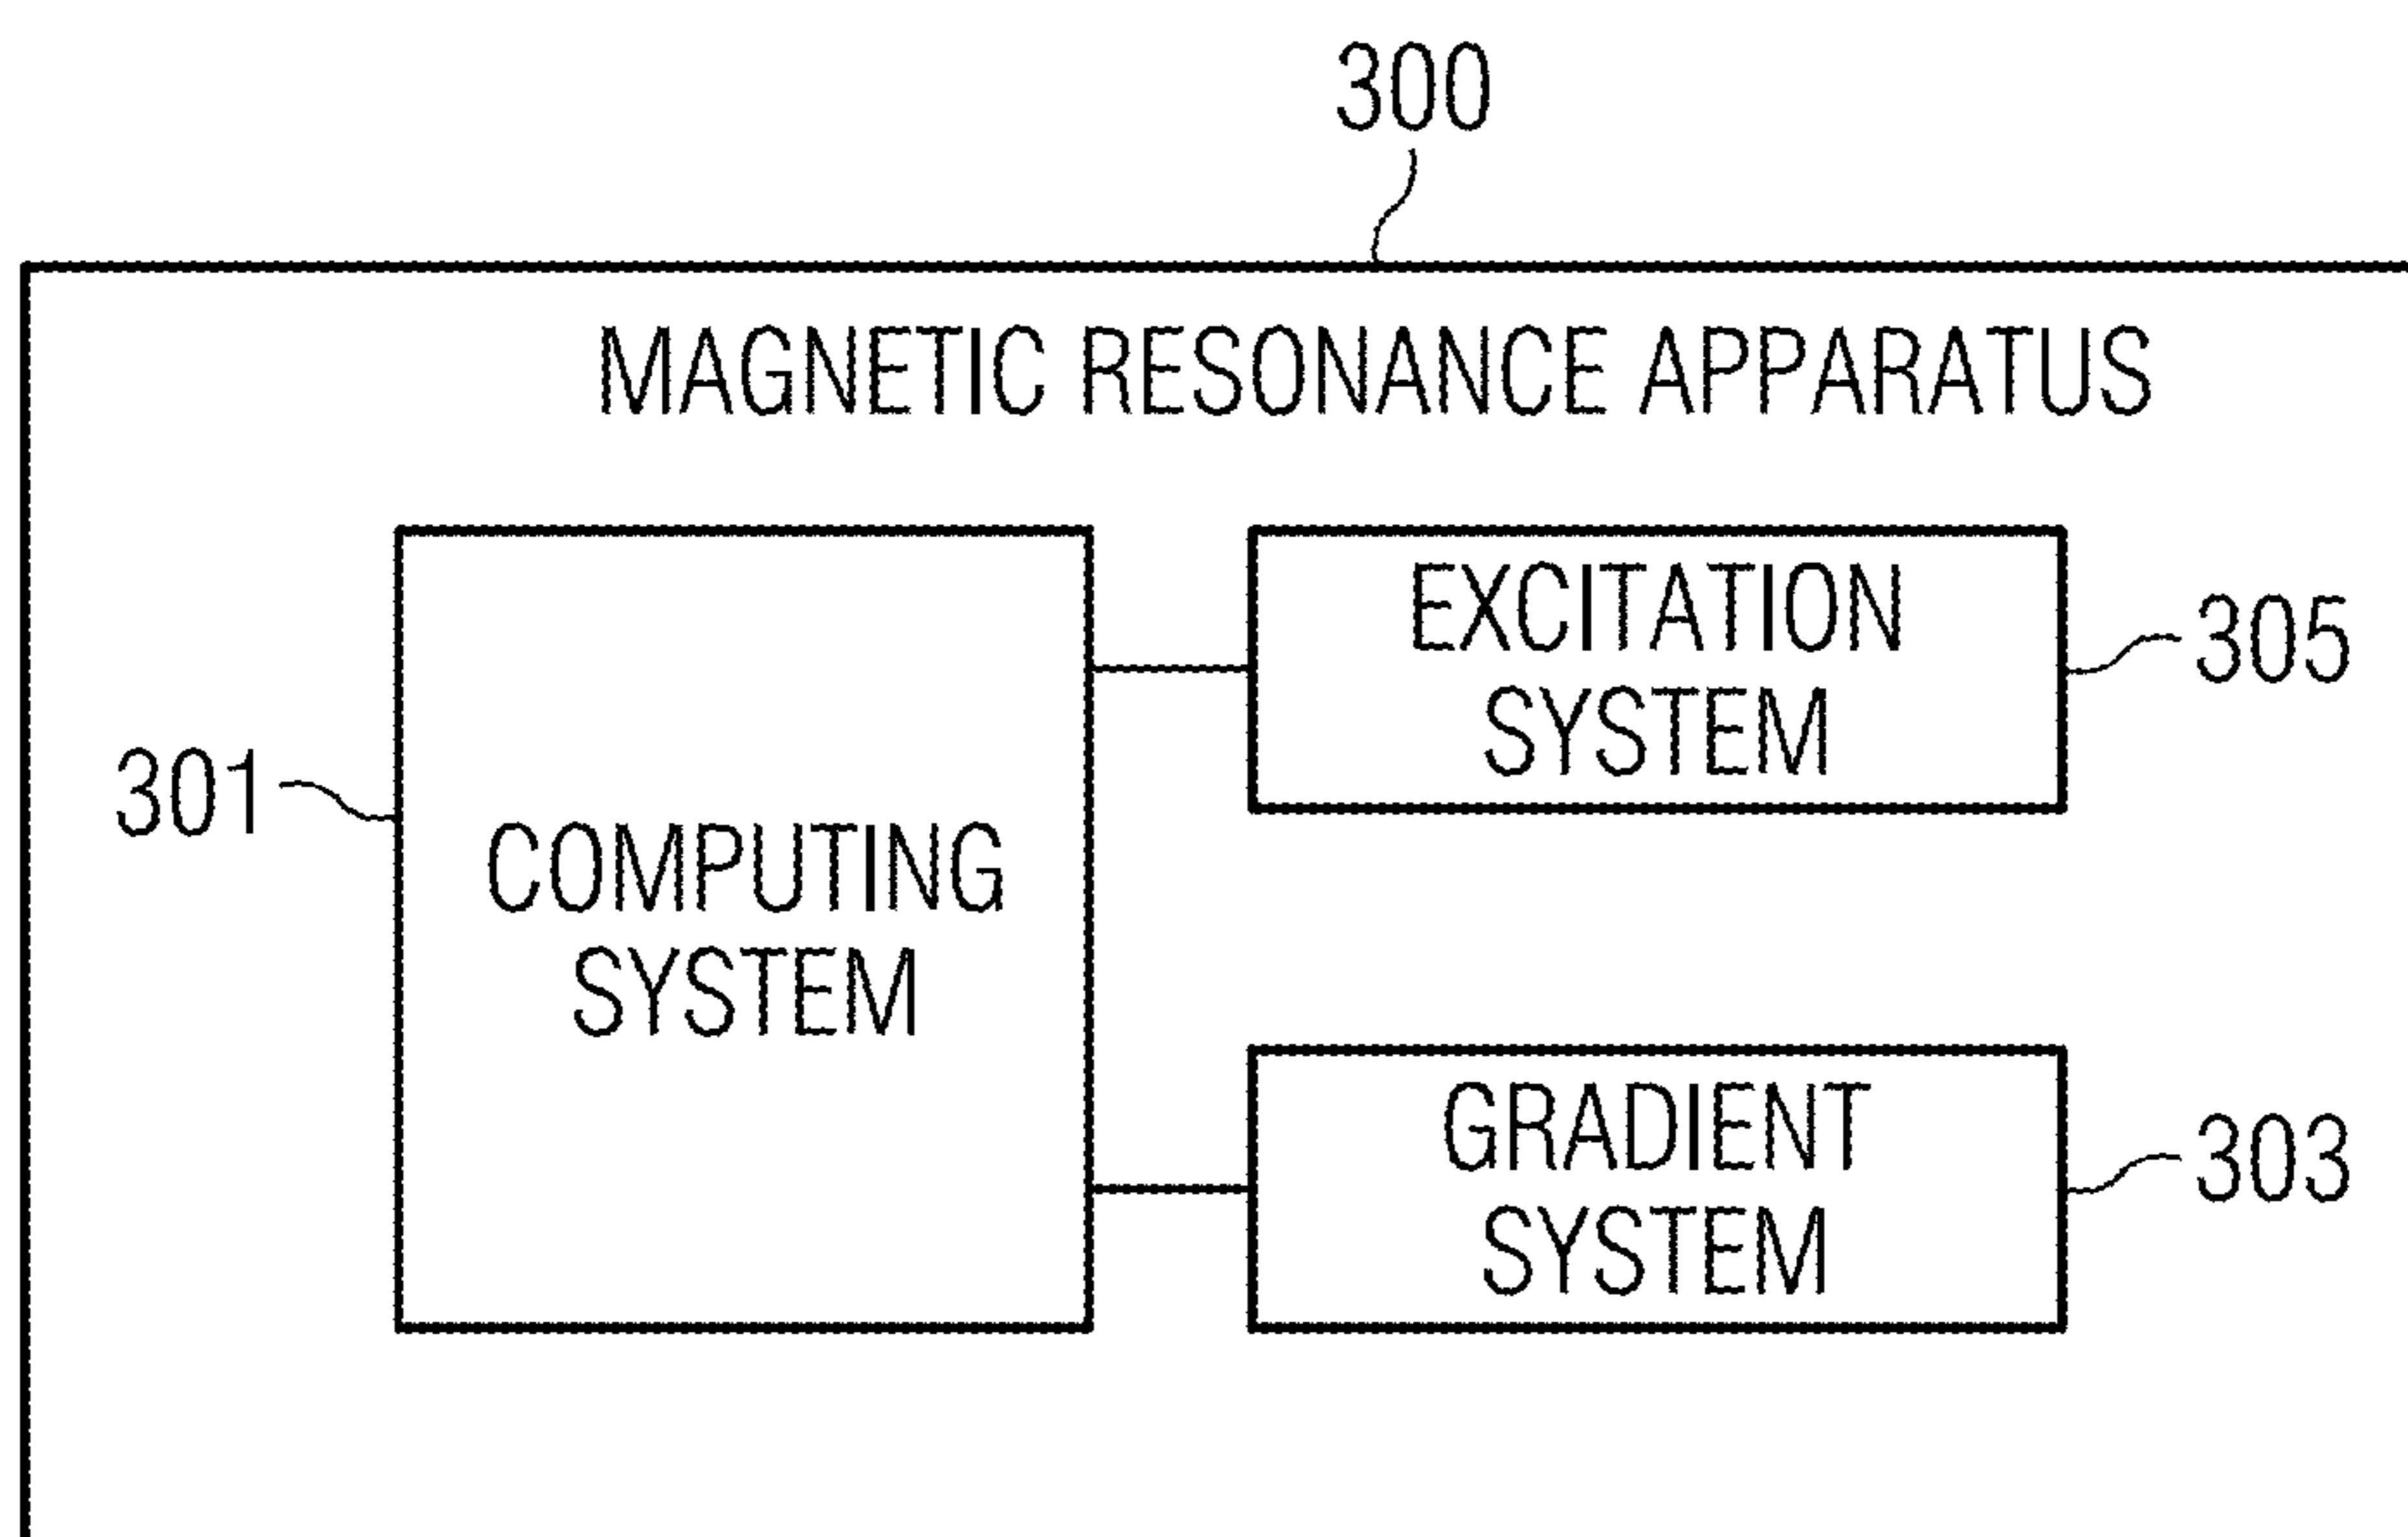 300
MAGNETIC RESONANCE APPARATUS
EXCITATION
SYSTEM
305
301
COMPUTING
SYSTEM
GRADIENT
SYSTEM
303